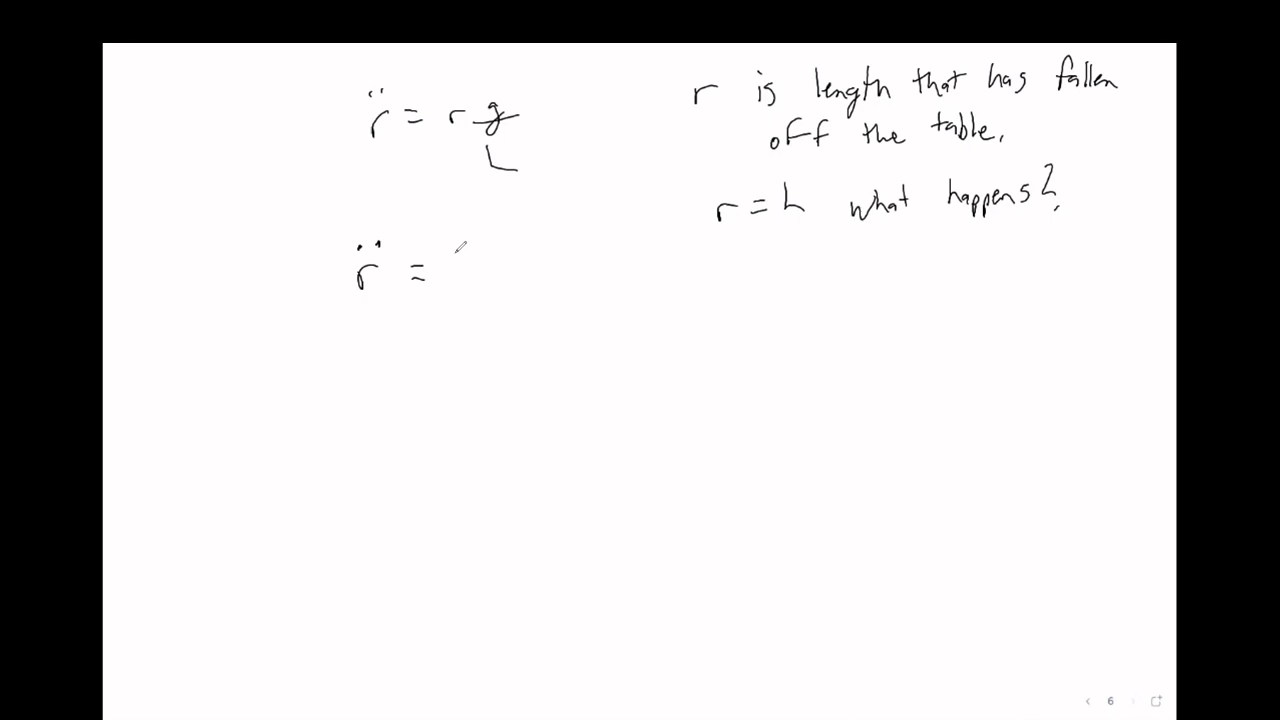 r̈ = r g/L
r is length that has fallen
off the table.
r = L what happens?
r̈ =
6